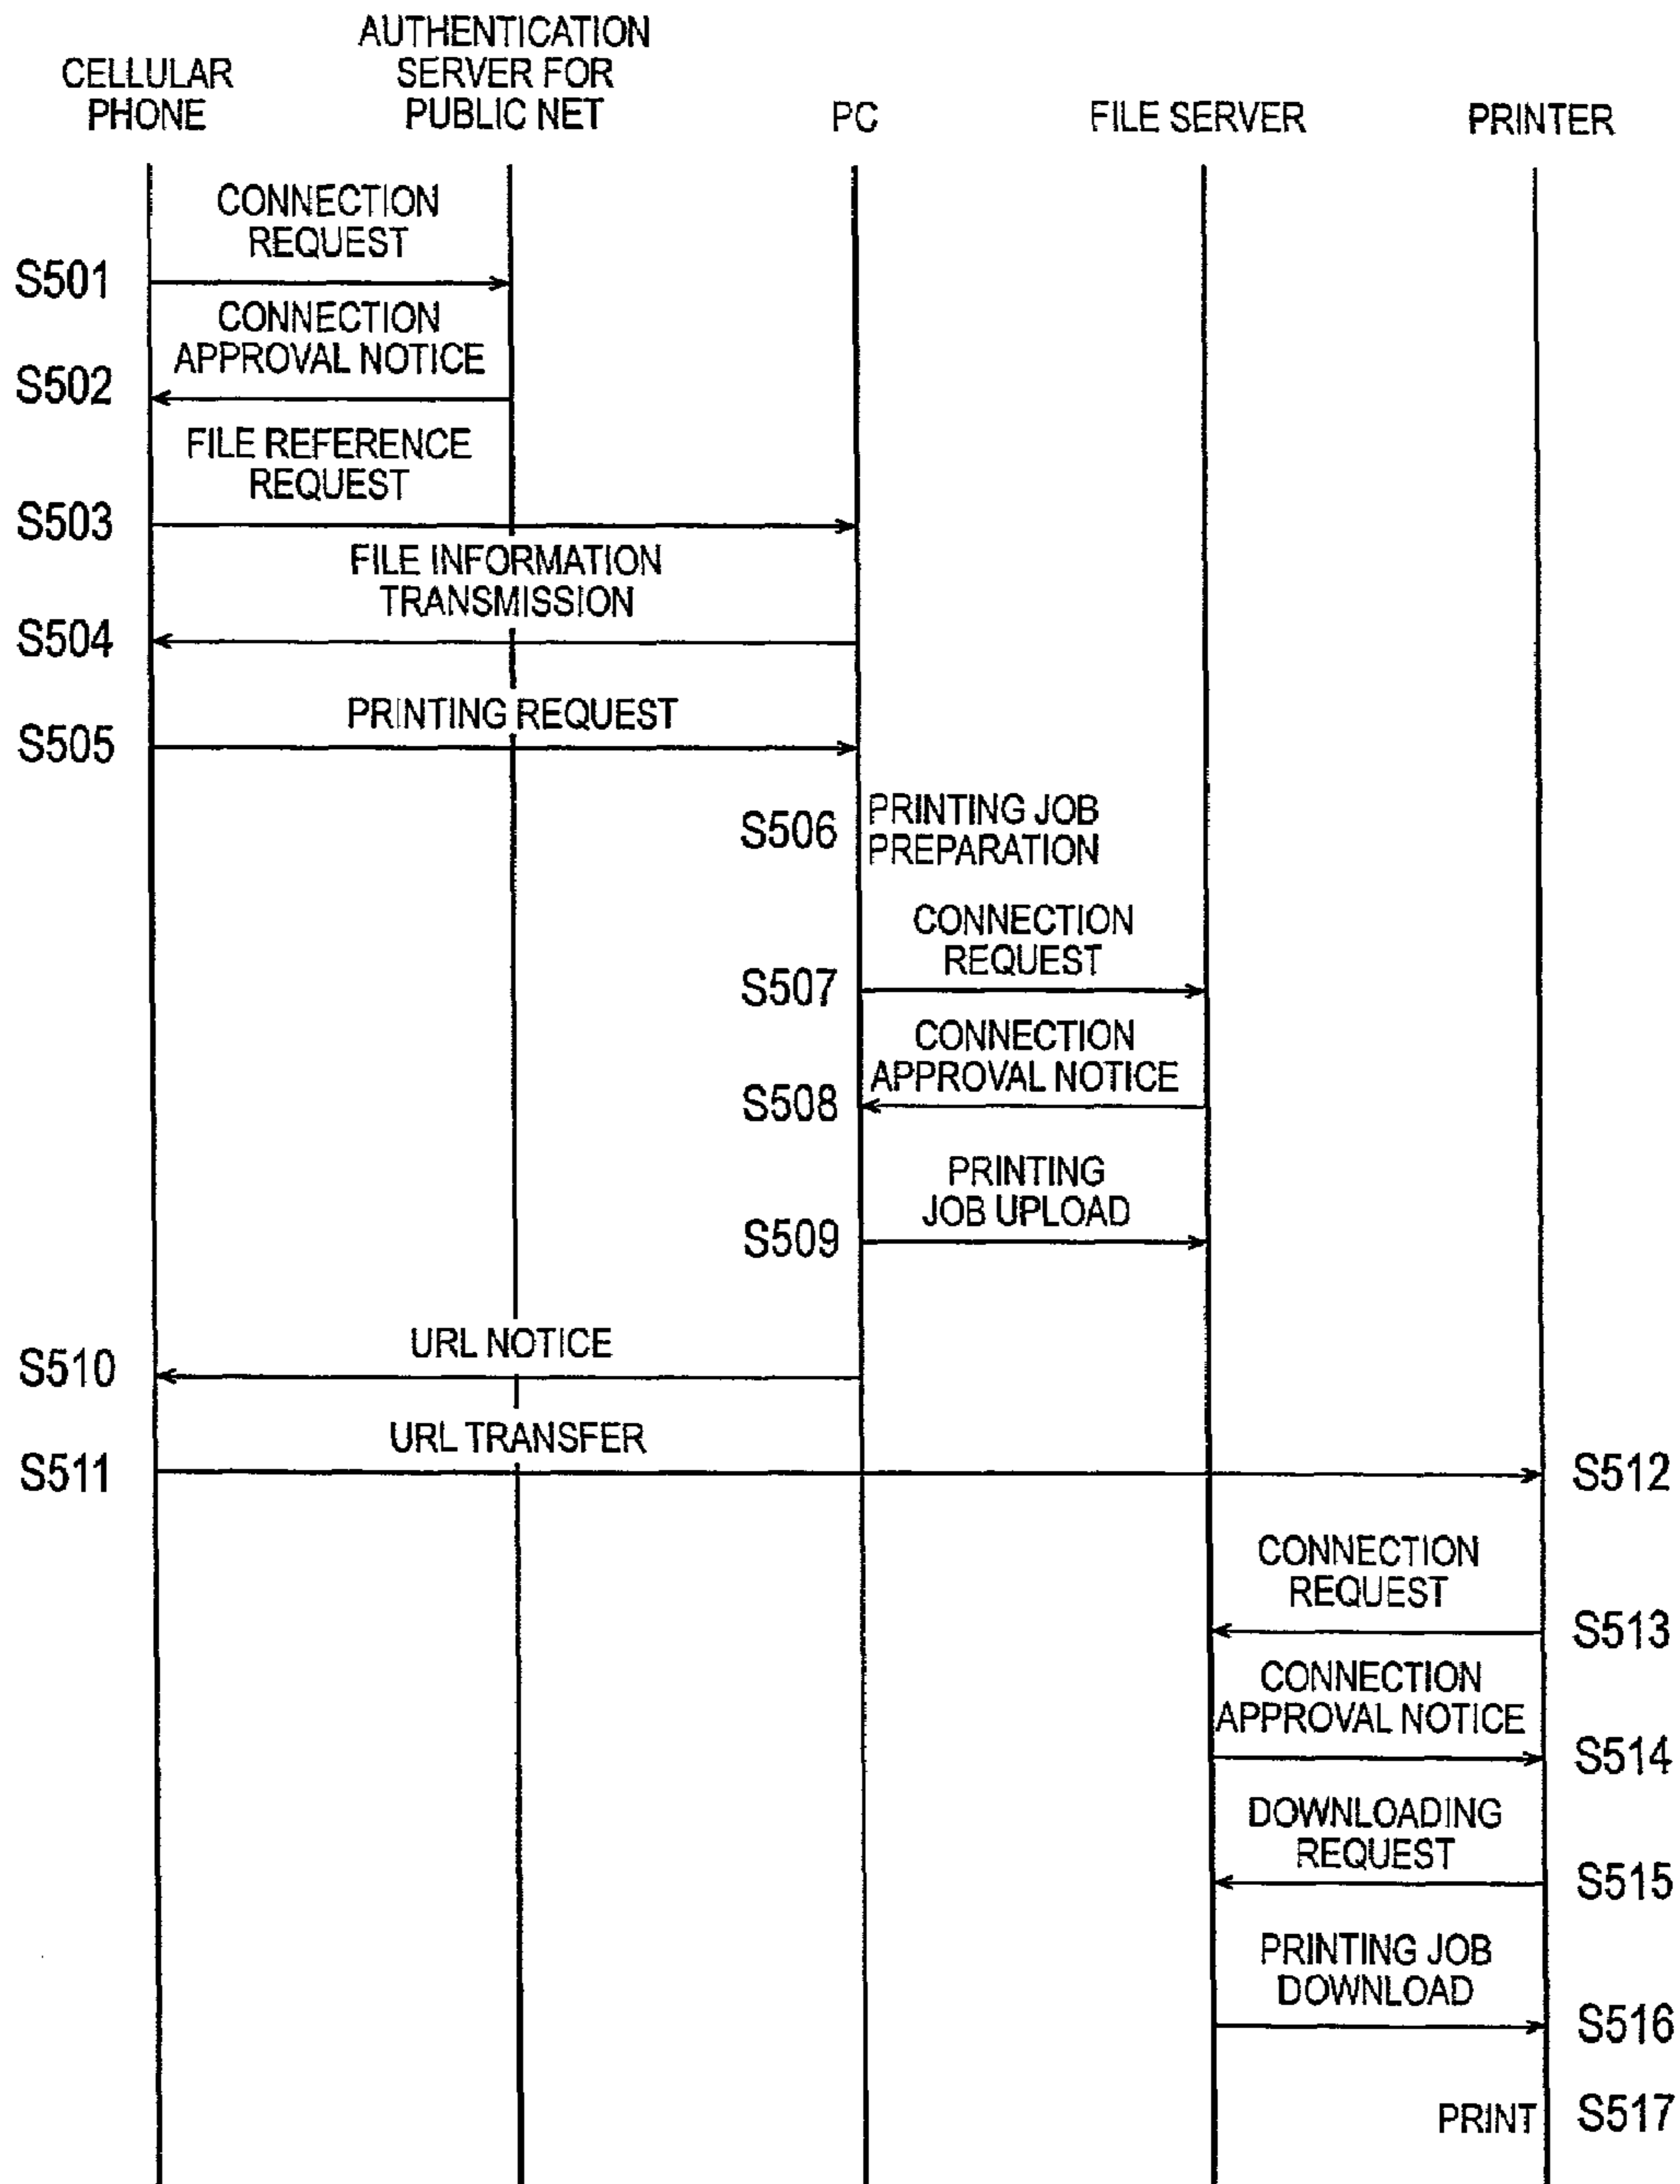 CELLULAR
PHONE
AUTHENTICATION
SERVER FOR
PUBLIC NET
PC
FILE SERVER
PRINTER
CONNECTION
REQUEST
S501
CONNECTION
APPROVAL NOTICE
S502
FILE REFERENCE
REQUEST
S503
FILE INFORMATION
TRANSMISSION
S504
PRINTING REQUEST
S505
S506
PRINTING JOB
PREPARATION
CONNECTION
REQUEST
S507
CONNECTION
APPROVAL NOTICE
S508
PRINTING
JOB UPLOAD
S509
URL NOTICE
S510
URL TRANSFER
S511
S512
CONNECTION
REQUEST
S513
CONNECTION
APPROVAL NOTICE
S514
DOWNLOADING
REQUEST
S515
PRINTING JOB
DOWNLOAD
S516
PRINT
S517